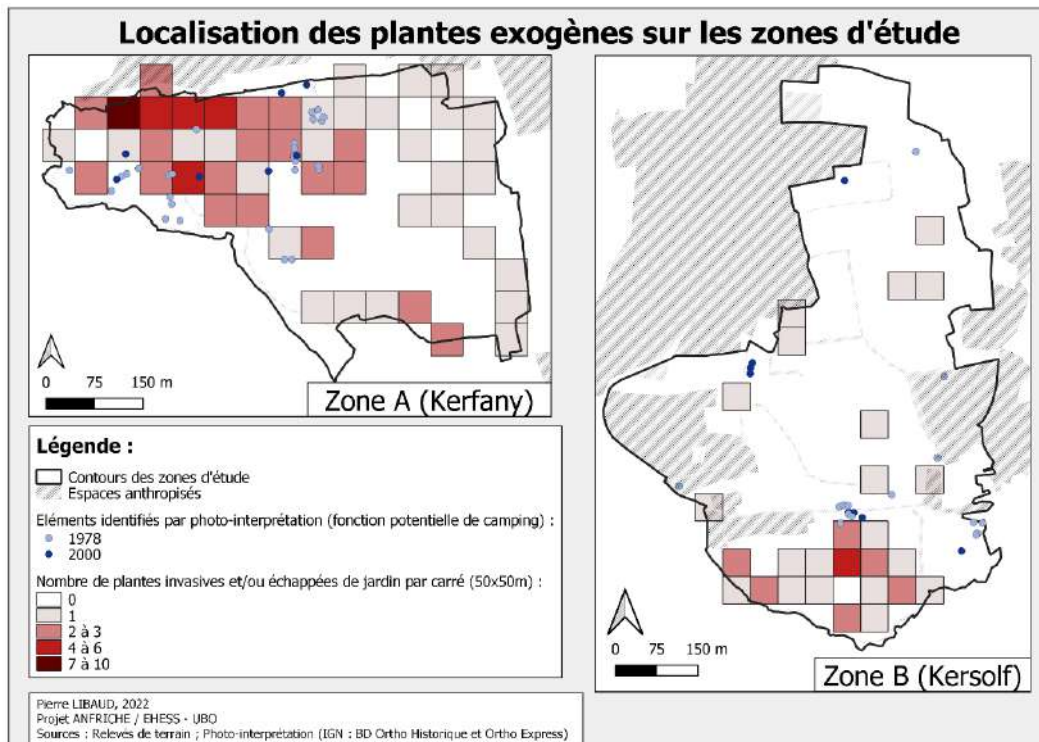 Localisation des plantes exogènes sur les zones d'étude
0 75 150 m
Zone A (Kerfany)
Légende :
Contours des zones d'étude
Espaces anthropisés
Eléments identifiés par photo-interprétation (fonction potentielle de camping) :
1978
2000
Nombre de plantes invasives et/ou échappées de jardin par carré (50x50m) :
0
1
2 à 3
4 à 6
7 à 10
Pierre LIBAUD, 2022
Projet ANFRICHE / EHESS - UBO
Sources : Relevés de terrain ; Photo-interprétation (IGN : BD Ortho Historique et Ortho Express)
0 75 150 m
Zone B (Kersolf)